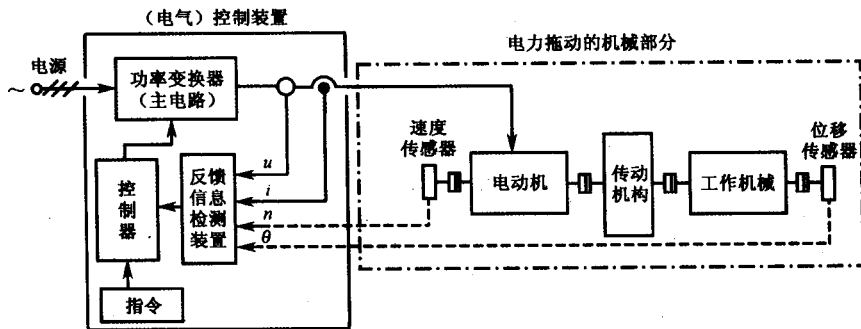 （电气）控制装置
电力拖动的机械部分
电源
～
功率变换器
（主电路）
速度
传感器
位移
传感器
u
i
n
θ
反馈
信息
检测
装置
控
制
器
电动机
传动
机构
工作机械
指令